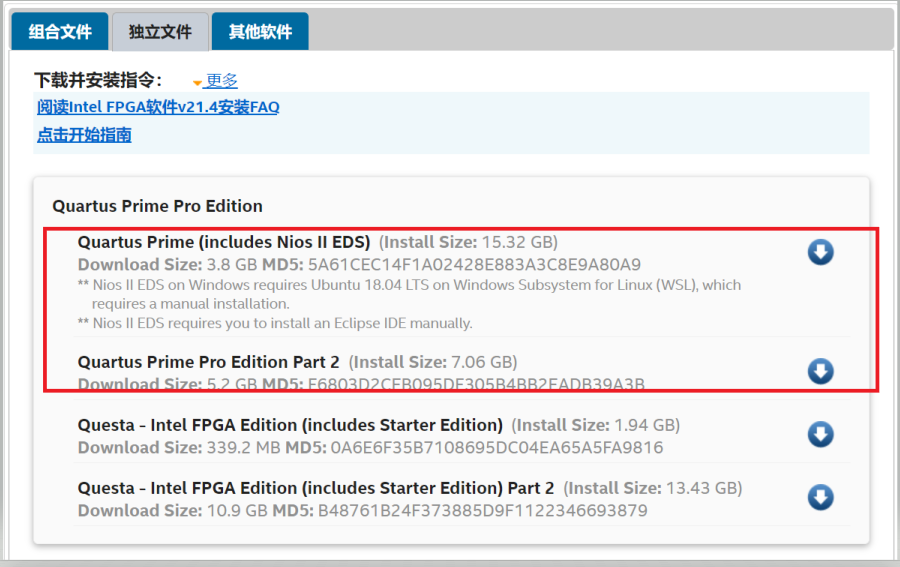 组合文件 独立文件 其他软件
下载并安装指令： 更多
阅读Intel FPGA软件v21.4安装FAQ
点击开始指南
Quartus Prime Pro Edition
Quartus Prime (includes Nios II EDS) (Install Size: 15.32 GB)
Download Size: 3.8 GB MD5: 5A61CEC14F1A02428E883A3C8E9A80A9
** Nios II EDS on Windows requires Ubuntu 18.04 LTS on Windows Subsystem for Linux (WSL), which
requires a manual installation.
** Nios II EDS requires you to install an Eclipse IDE manually.
Quartus Prime Pro Edition Part 2 (Install Size: 7.06 GB)
Download Size: 5.2 GB MD5:
Questa - Intel FPGA Edition (includes Starter Edition) (Install Size: 1.94 GB)
Download Size: 339.2 MB MD5: 0A6E6F35B7108695DC04EA65A5FA9816
Questa - Intel FPGA Edition (includes Starter Edition) Part 2 (Install Size: 13.43 GB)
Download Size: 10.9 GB MD5: B48761B24F373885D9F1122346693879